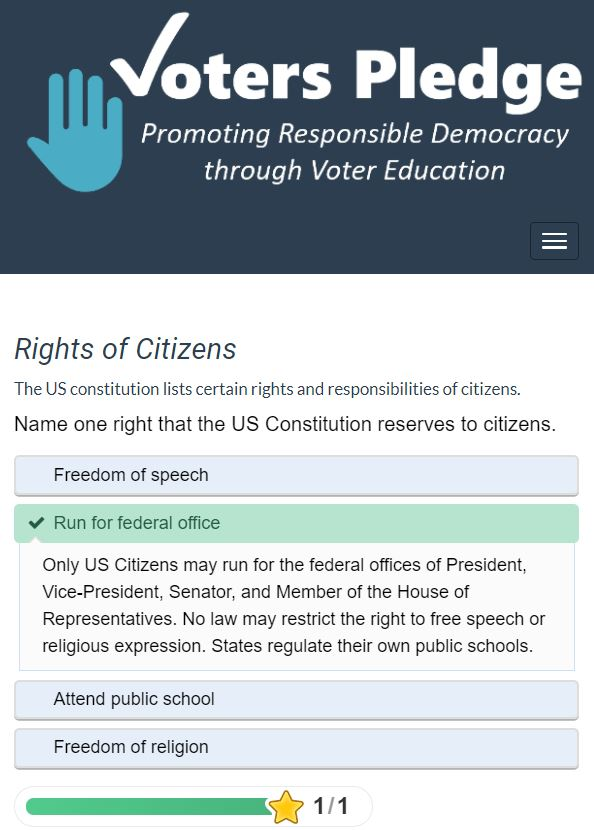 Voters Pledge
Promoting Responsible Democracy
through Voter Education
Rights of Citizens
The US constitution lists certain rights and responsibilities of citizens.
Name one right that the US Constitution reserves to citizens.
Freedom of speech
Run for federal office
Only US Citizens may run for the federal offices of President,
Vice-President, Senator, and Member of the House of
Representatives. No law may restrict the right to free speech or
religious expression. States regulate their own public schools.
Attend public school
Freedom of religion
1/1